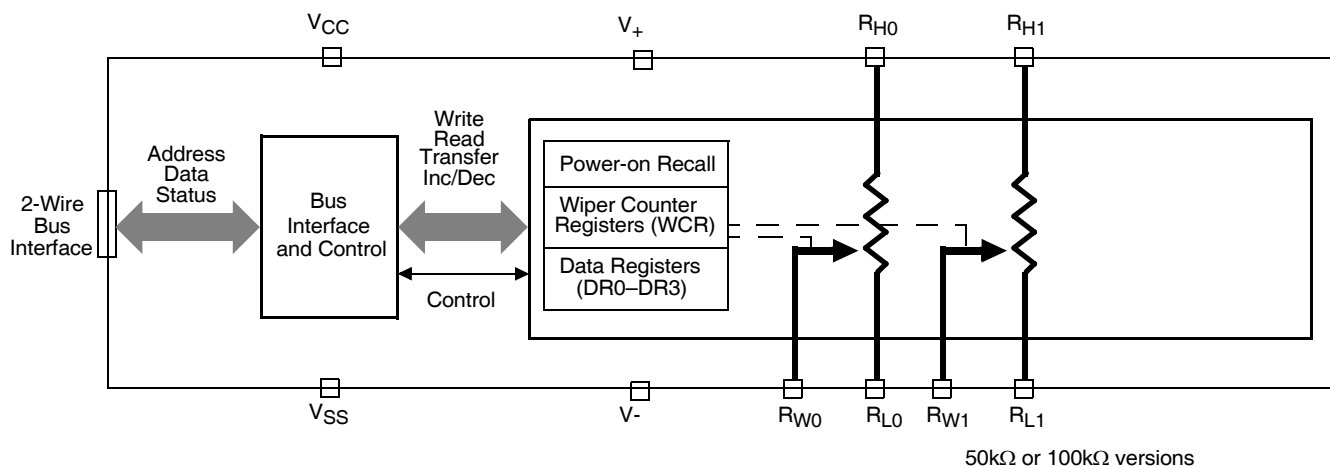 VCC
V+
RH0
RH1
Address
Data
Status
Write
Read
Transfer
Inc/Dec
2-Wire
Bus
Interface
Bus
Interface
and Control
Power-on Recall
Wiper Counter
Registers (WCR)
Data Registers
(DR0–DR3)
Control
VSS
V-
RW0
RL0
RW1
RL1
50kΩ or 100kΩ versions